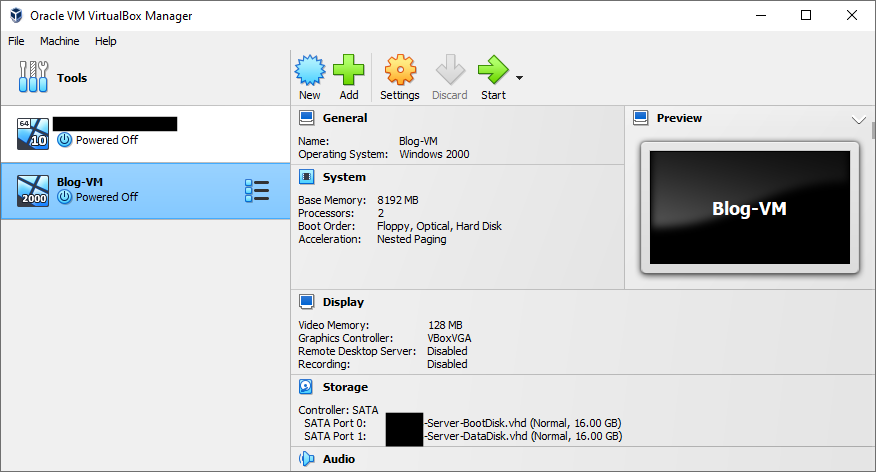 Oracle VM VirtualBox Manager
File Machine Help
Tools
New Add Settings Discard Start
64
10
Powered Off
Blog-VM
2000
Powered Off
General
Name: Blog-VM
Operating System: Windows 2000
System
Base Memory: 8192 MB
Processors: 2
Boot Order: Floppy, Optical, Hard Disk
Acceleration: Nested Paging
Preview
Blog-VM
Display
Video Memory: 128 MB
Graphics Controller: VBoxVGA
Remote Desktop Server: Disabled
Recording: Disabled
Storage
Controller: SATA
SATA Port 0: -Server-BootDisk.vhd (Normal, 16.00 GB)
SATA Port 1: -Server-DataDisk.vhd (Normal, 16.00 GB)
Audio